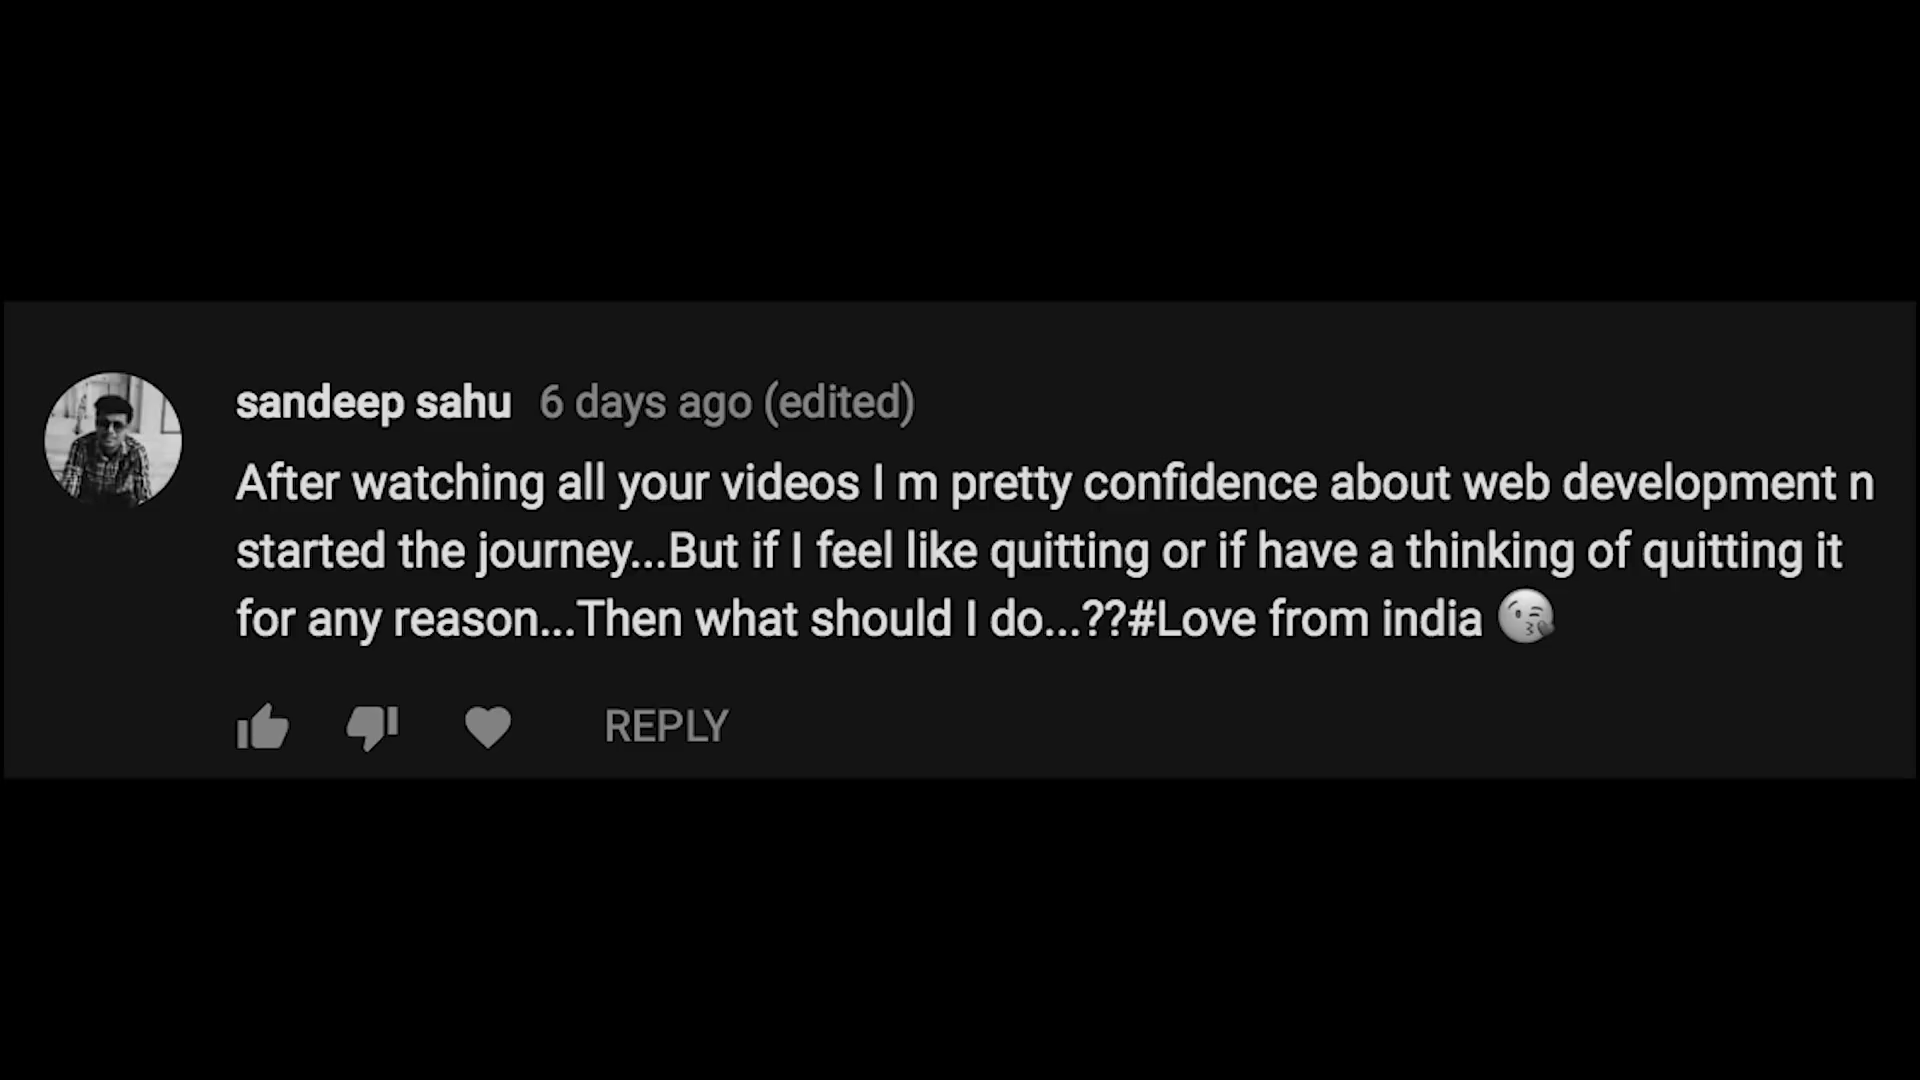 sandeep sahu 6 days ago (edited)
After watching all your videos I m pretty confidence about web development n
started the journey...But if I feel like quitting or if have a thinking of quitting it
for any reason...Then what should I do...??#Love from india 😘
REPLY